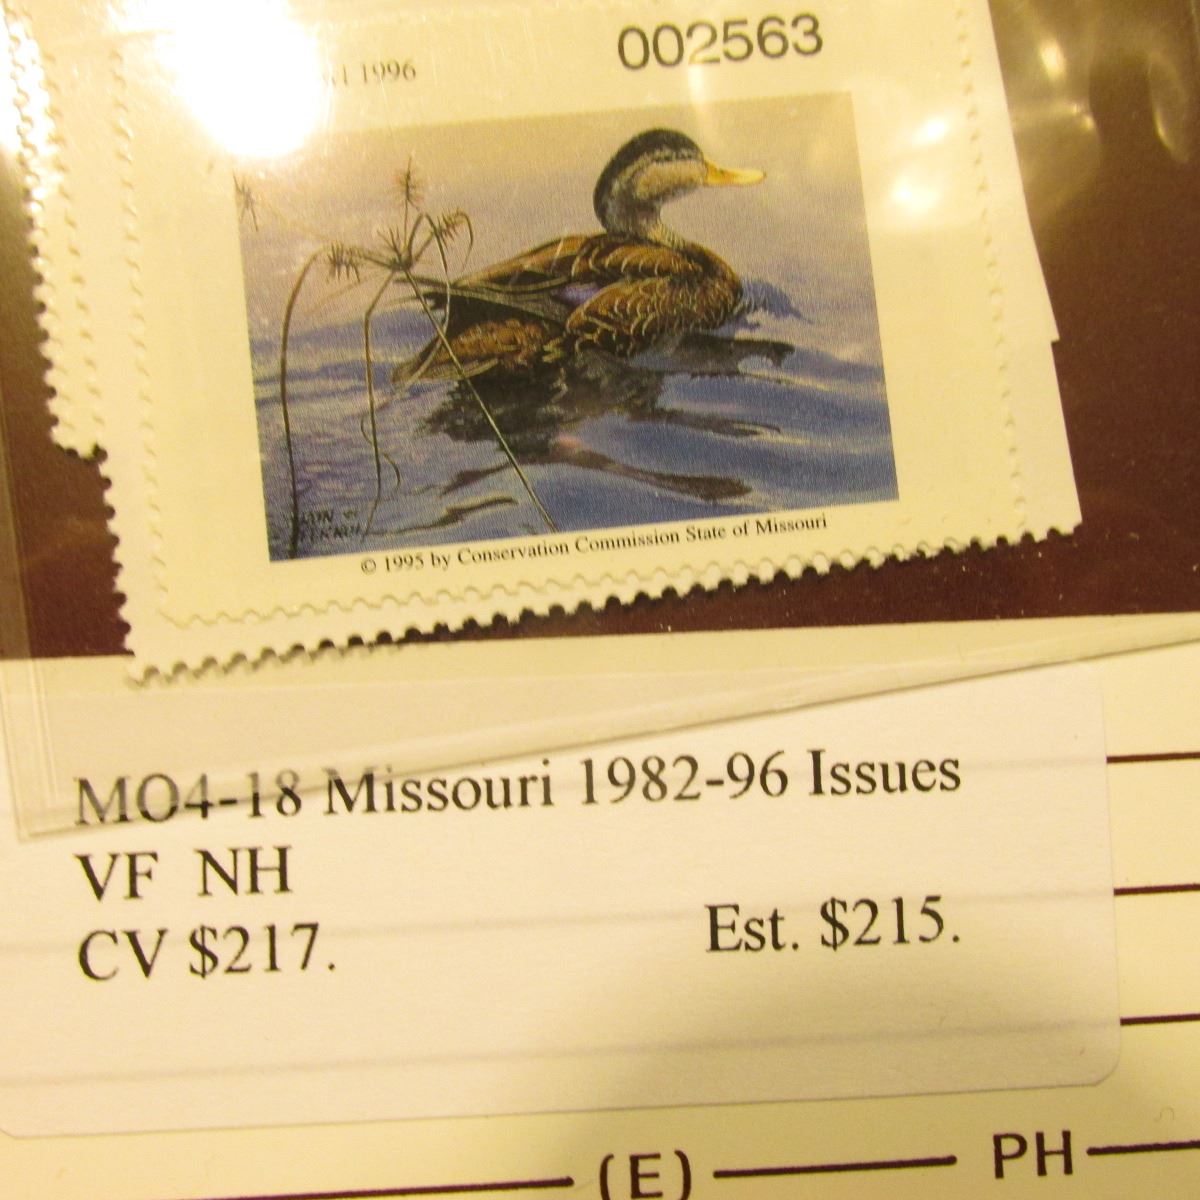 002563
1996
© 1995 by Conservation Commission State of Missouri
MO4-18 Missouri 1982-96 Issues
VF NH
CV $217.
Est. $215.
(E) PH